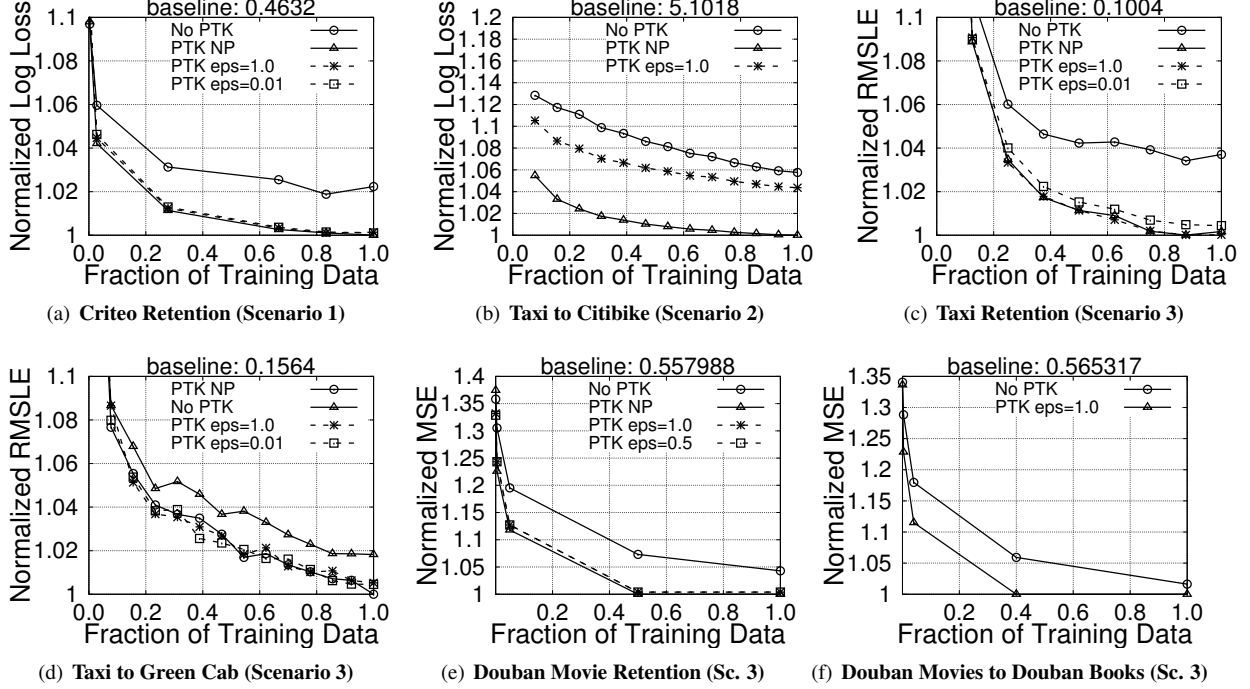 baseline: 0.4632
Normalized Log Loss
1.1
1.08
1.06
1.04
1.02
1
No PTK
PTK NP
PTK eps=1.0
PTK eps=0.01
0.0 0.2 0.4 0.6 0.8 1.0
Fraction of Training Data
(a) Criteo Retention (Scenario 1)
baseline: 5.1018
Normalized Log Loss
1.2
1.18
1.16
1.14
1.12
1.1
1.08
1.06
1.04
1.02
1
No PTK
PTK NP
PTK eps=1.0
0.0 0.2 0.4 0.6 0.8 1.0
Fraction of Training Data
(b) Taxi to Citibike (Scenario 2)
baseline: 0.1004
Normalized RMSLE
1.1
1.08
1.06
1.04
1.02
1
No PTK
PTK NP
PTK eps=1.0
PTK eps=0.01
0.0 0.2 0.4 0.6 0.8 1.0
Fraction of Training Data
(c) Taxi Retention (Scenario 3)
baseline: 0.1564
Normalized RMSLE
1.1
1.08
1.06
1.04
1.02
1
PTK NP
No PTK
PTK eps=1.0
PTK eps=0.01
0.0 0.2 0.4 0.6 0.8 1.0
Fraction of Training Data
(d) Taxi to Green Cab (Scenario 3)
baseline: 0.557988
Normalized MSE
1.4
1.35
1.3
1.25
1.2
1.15
1.1
1.05
1
No PTK
PTK NP
PTK eps=1.0
PTK eps=0.5
0.2 0.4 0.6 0.8 1.0
Fraction of Training Data
(e) Douban Movie Retention (Sc. 3)
baseline: 0.565317
Normalized MSE
1.35
1.3
1.25
1.2
1.15
1.1
1.05
1
No PTK
PTK eps=1.0
0.2 0.4 0.6 0.8 1.0
Fraction of Training Data
(f) Douban Movies to Douban Books (Sc. 3)